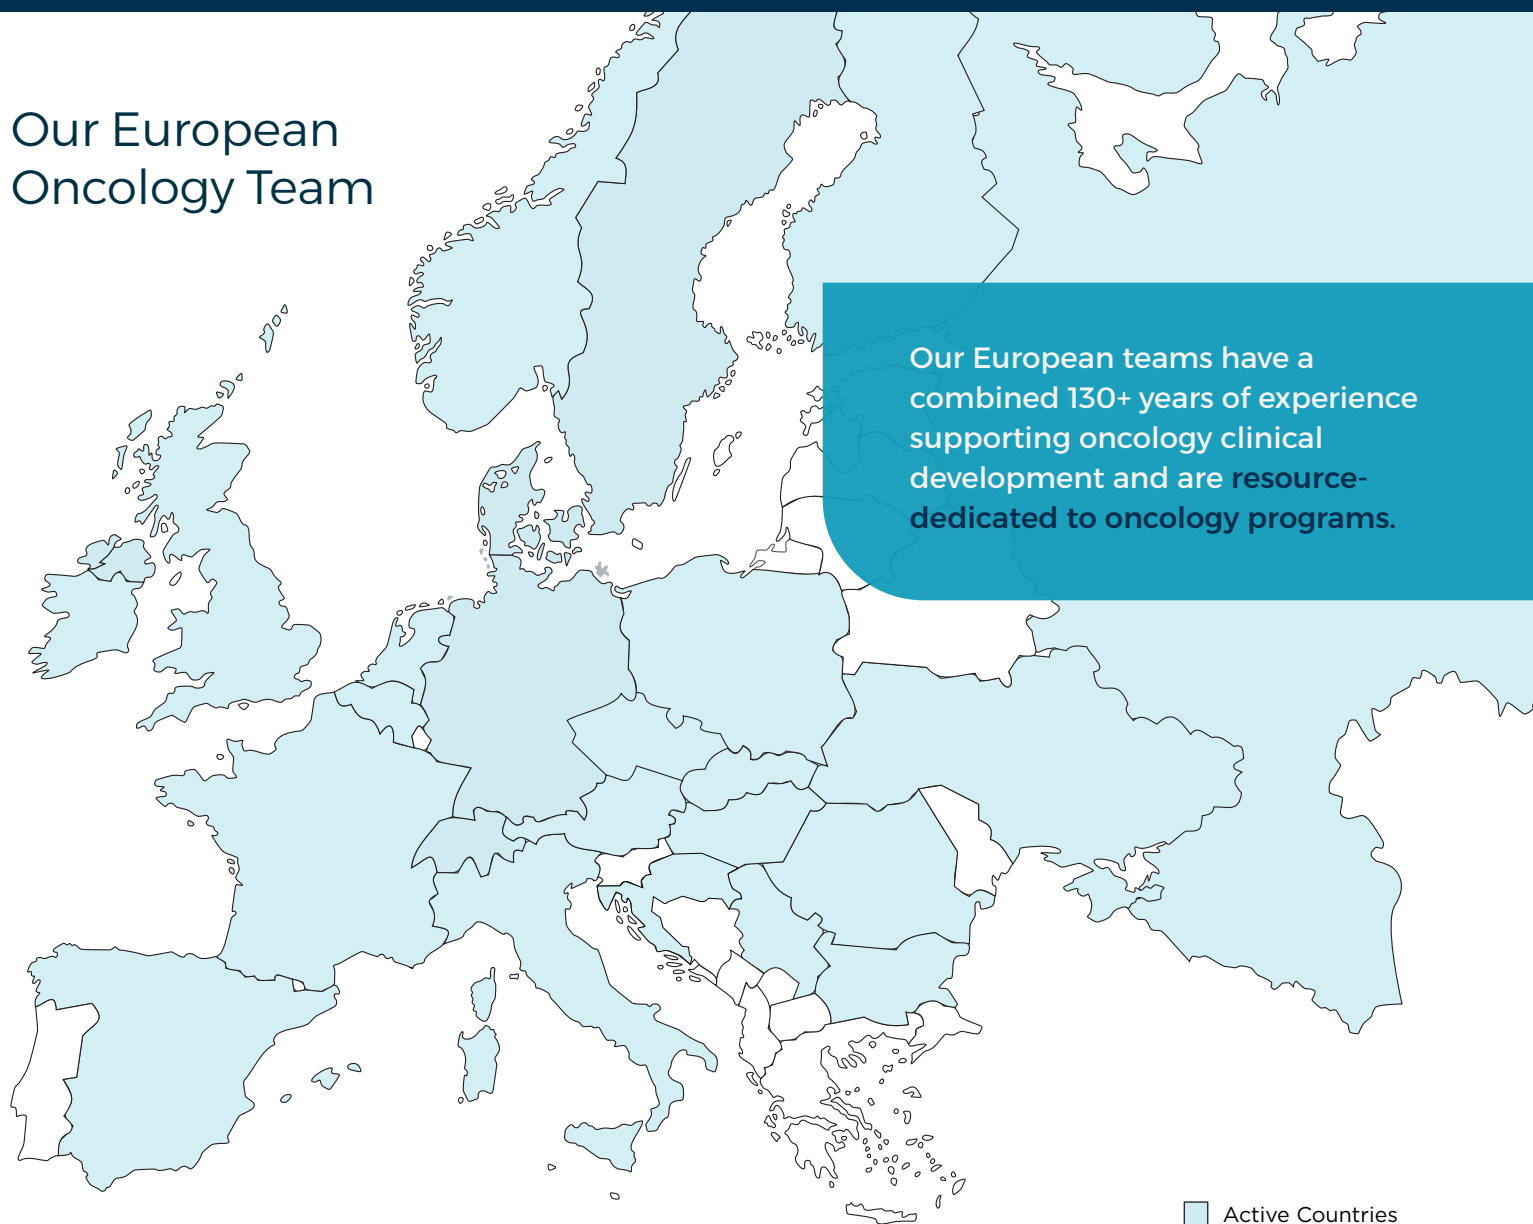 Our European
Oncology Team
Our European teams have a
combined 130+ years of experience
supporting oncology clinical
development and are resource-
dedicated to oncology programs.
Active Countries